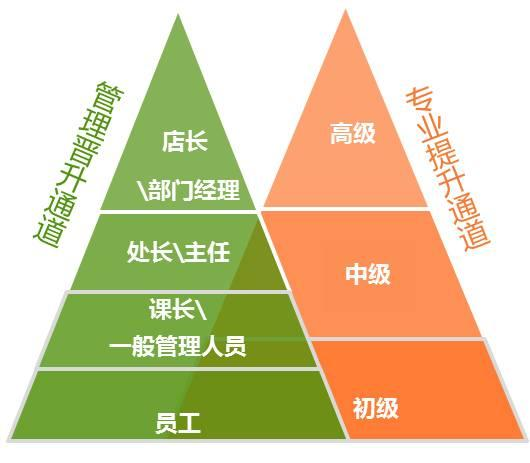 管理晋升通道
店长
\部门经理
处长\主任
课长\
一般管理人员
员工
专业提升通道
高级
中级
初级